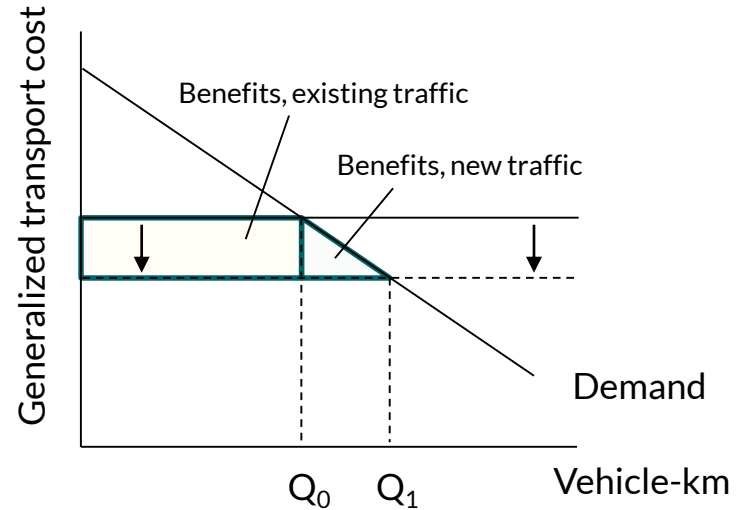 Generalized transport cost
Benefits, existing traffic
Benefits, new traffic
Demand
Q₀ Q₁
Vehicle-km